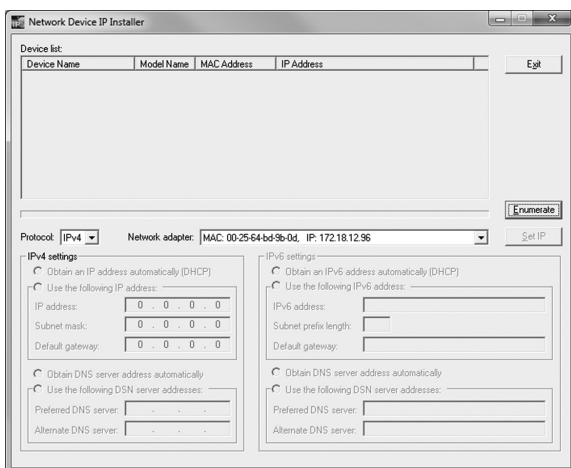 Network Device IP Installer
Device list:
Device Name Model Name MAC Address IP Address
Exit
Enumerate
Protocol: IPv4 Network adapter: MAC: 00-25-64-bd-9b-0d, IP: 172.18.12.96 Set IP
IPv4 settings
Obtain an IP address automatically (DHCP)
Use the following IP address:
IP address: 0 . 0 . 0 . 0
Subnet mask: 0 . 0 . 0 . 0
Default gateway: 0 . 0 . 0 . 0
Obtain DNS server address automatically
Use the following DSN server addresses:
Preferred DNS server: . . .
Alternate DNS server: . . .
IPv6 settings
Obtain an IPv6 address automatically (DHCP)
Use the following IPv6 address:
IPv6 address:
Subnet prefix length:
Default gateway:
Obtain DNS server address automatically
Use the following DSN server addresses:
Preferred DNS server:
Alternate DNS server: